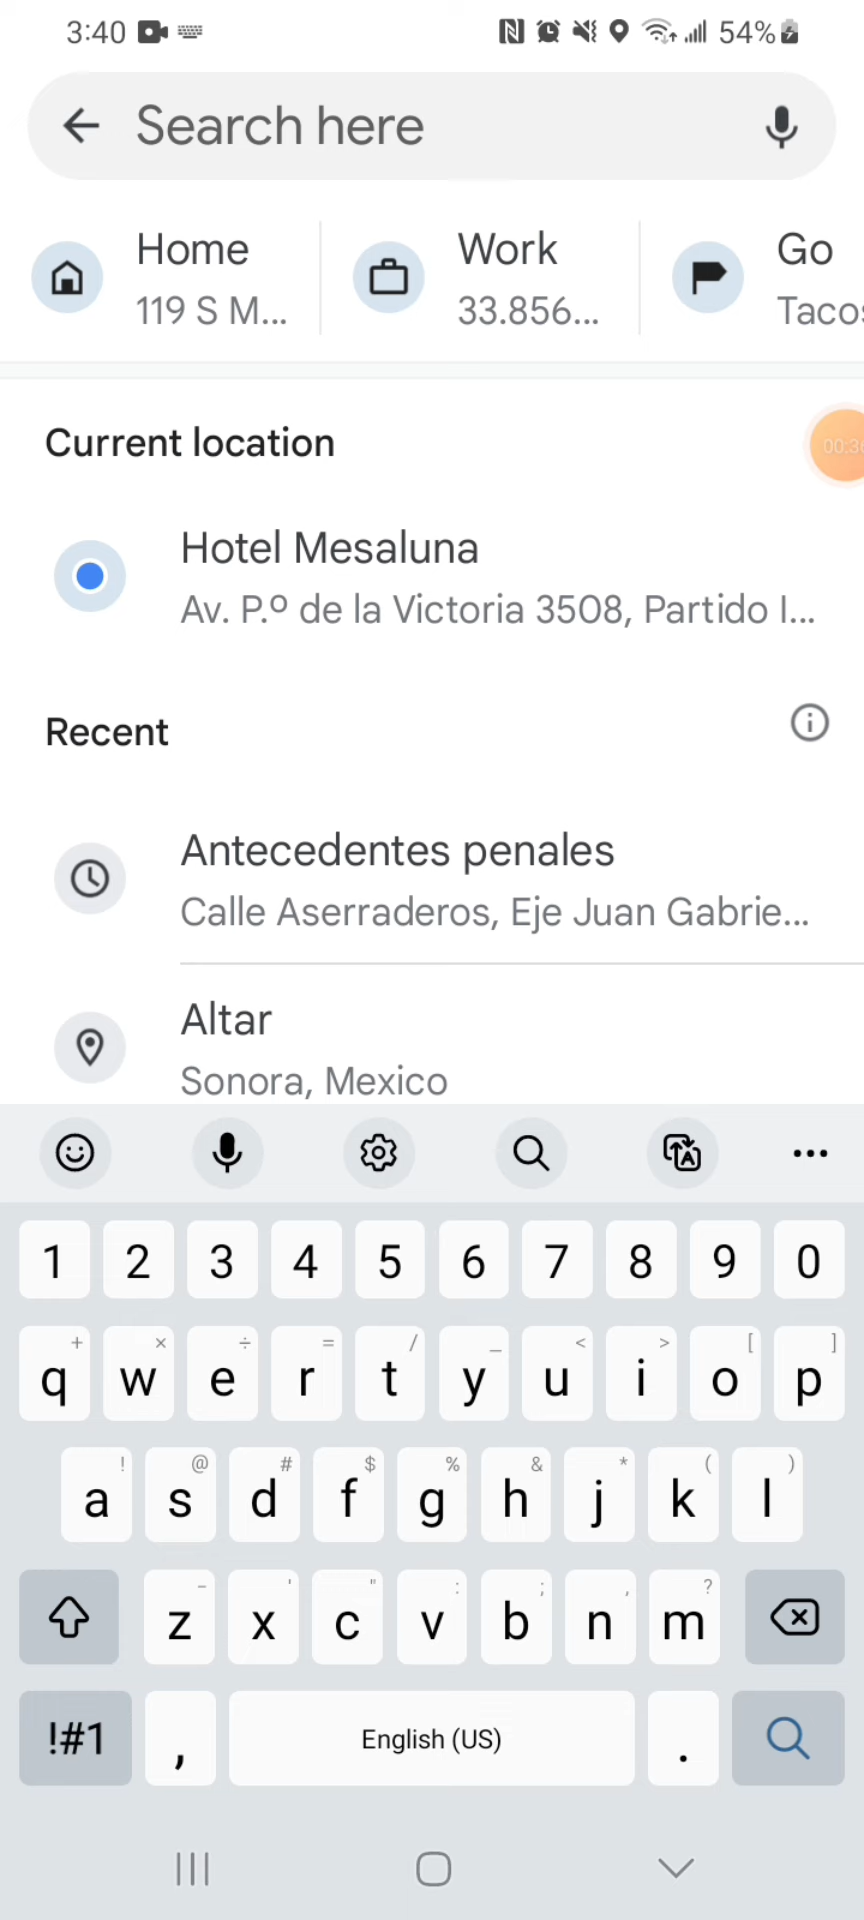 3:40 54%
Search here
Home Work Go
119 S M... 33.856... Tacos
Current location
00:36
Hotel Mesaluna
Av. P.º de la Victoria 3508, Partido I...
Recent
Antecedentes penales
Calle Aserraderos, Eje Juan Gabrie...
Altar
Sonora, Mexico
1 2 3 4 5 6 7 8 9 0
+ × ÷ = / _ < > [ ]
q w e r t y u i o p
! @ # $ % & * ( )
a s d f g h j k l
- ' " : ; , ?
z x c v b n m
!#1 , English (US) .